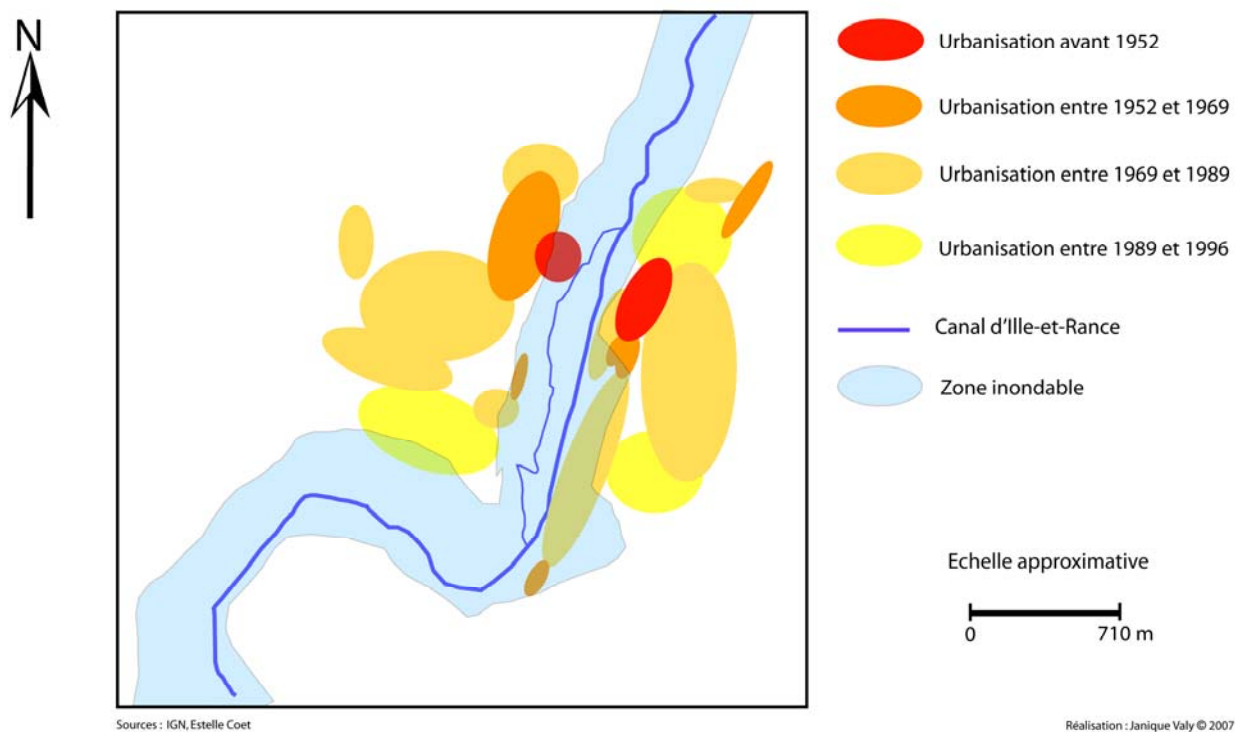 N
Urbanisation avant 1952
Urbanisation entre 1952 et 1969
Urbanisation entre 1969 et 1989
Urbanisation entre 1989 et 1996
Canal d'Ille-et-Rance
Zone inondable
Echelle approximative
0 710 m
Sources : IGN, Estelle Coet
Réalisation : Janique Valy © 2007